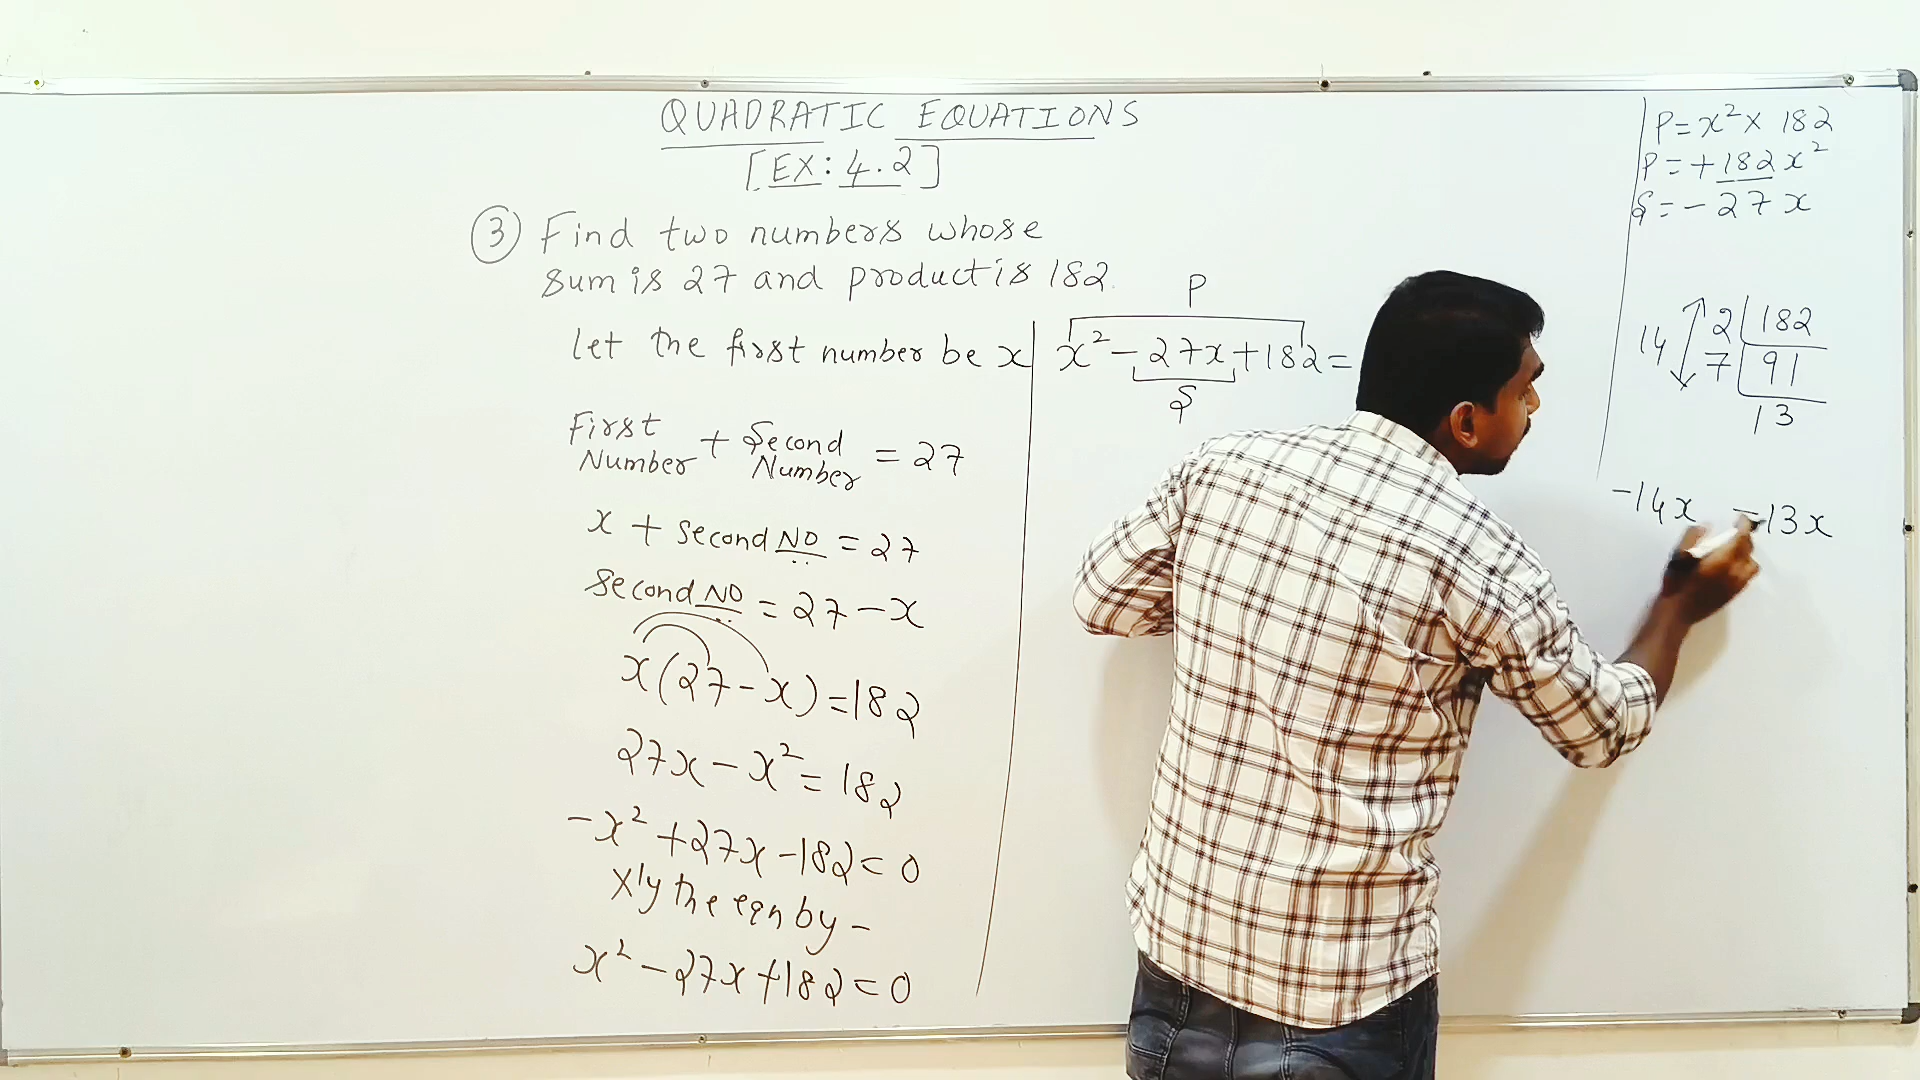 QUADRATIC EQUATIONS
[EX: 4.2]
3 Find two numbers whose
sum is 27 and product is 182.
let the first number be x
First Number + Second Number = 27
x + second NO = 27
second NO = 27 - x
x(27 - x) = 182
27x - x² = 182
-x² + 27x - 182 = 0
x'ly the eqn by -
x² - 27x + 182 = 0
P
x² - 27x + 182 =
S
P = x² x 182
P = +182x²
S = -27x
14 2 182
7 91
13
-14x -13x